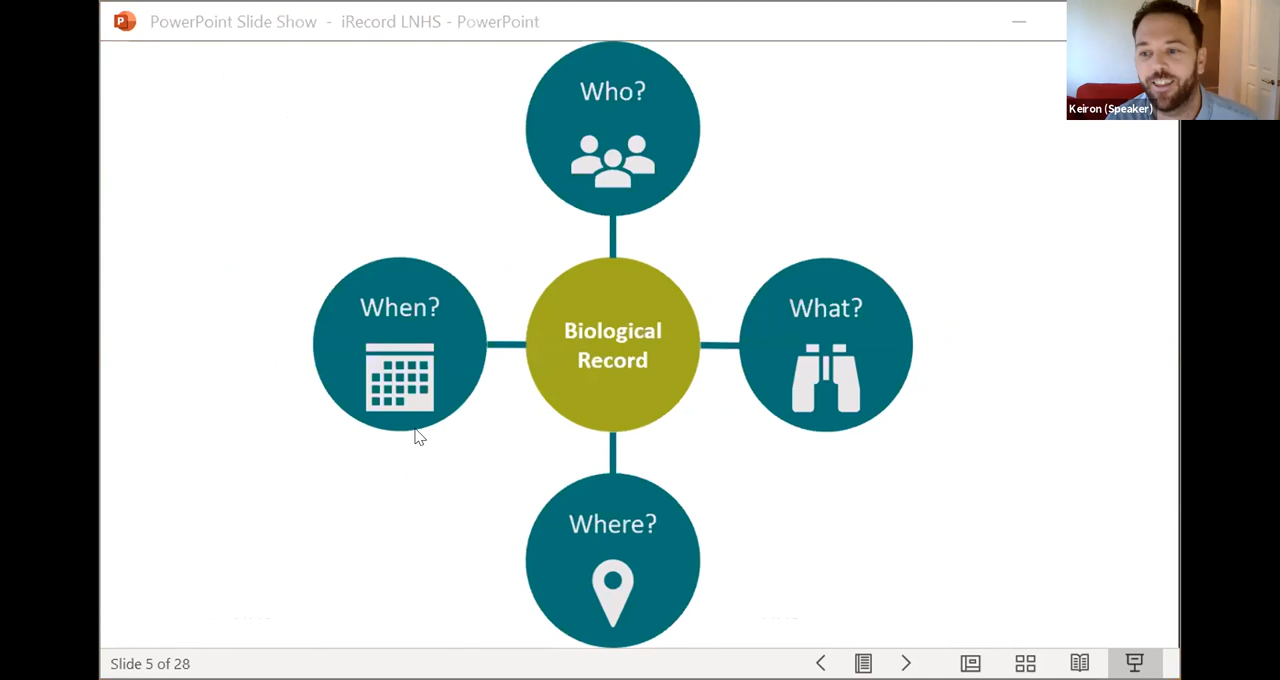 PowerPoint Slide Show - iRecord LNHS - PowerPoint
Keiron (Speaker)
Who?
When?
Biological
Record
What?
Where?
Slide 5 of 28